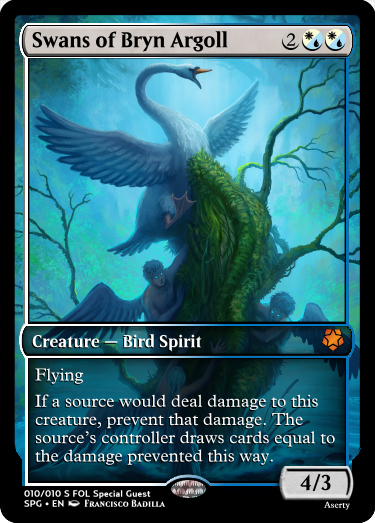 Swans of Bryn Argoll 2
Creature — Bird Spirit
Flying
If a source would deal damage to this
creature, prevent that damage. The
source's controller draws cards equal to
the damage prevented this way.
4/3
010/010 S FOL Special Guest
SPG • EN Francisco Badilla
Aserty